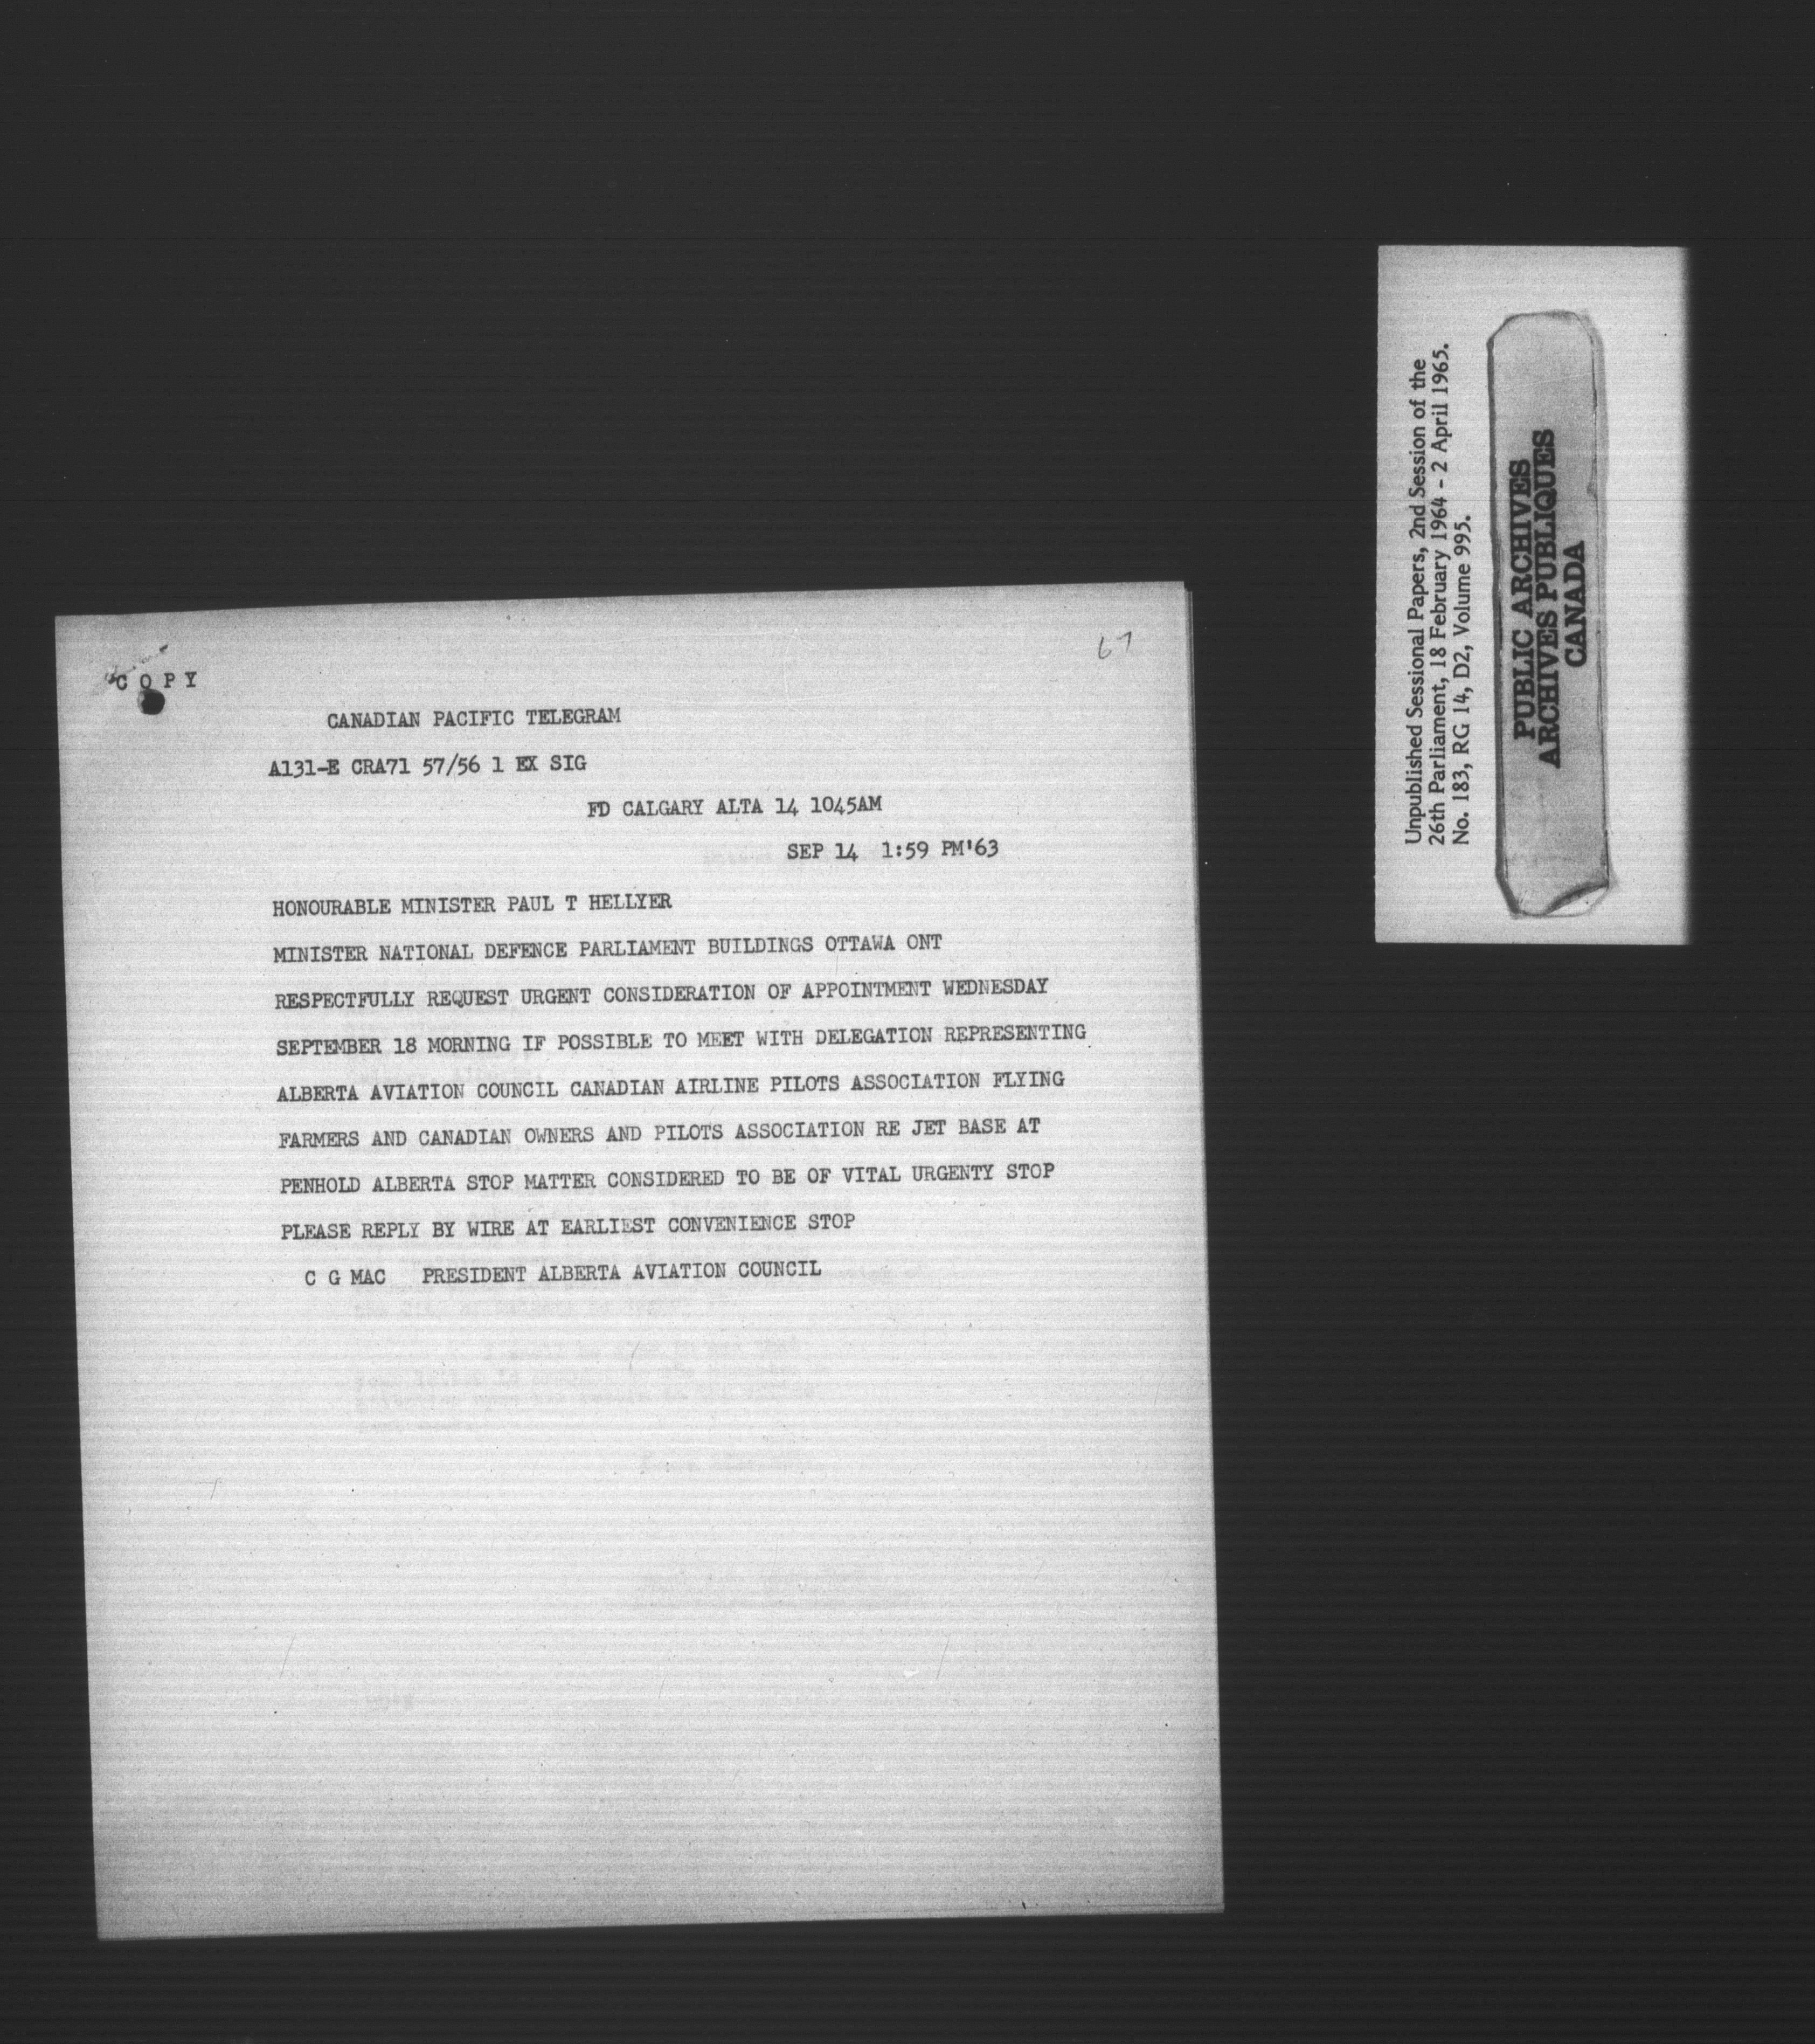 67
C O P Y
CANADIAN PACIFIC TELEGRAM
A131-E CRA71 57/56 1 EX SIG
FD CALGARY ALTA 14 1045AM
SEP 14 1:59 PM'63
HONOURABLE MINISTER PAUL T HELLYER
MINISTER NATIONAL DEFENCE PARLIAMENT BUILDINGS OTTAWA ONT
RESPECTFULLY REQUEST URGENT CONSIDERATION OF APPOINTMENT WEDNESDAY
SEPTEMBER 18 MORNING IF POSSIBLE TO MEET WITH DELEGATION REPRESENTING
ALBERTA AVIATION COUNCIL CANADIAN AIRLINE PILOTS ASSOCIATION FLYING
FARMERS AND CANADIAN OWNERS AND PILOTS ASSOCIATION RE JET BASE AT
PENHOLD ALBERTA STOP MATTER CONSIDERED TO BE OF VITAL URGENTY STOP
PLEASE REPLY BY WIRE AT EARLIEST CONVENIENCE STOP
C G MAC PRESIDENT ALBERTA AVIATION COUNCIL
Unpublished Sessional Papers, 2nd Session of the
26th Parliament, 18 February 1964 - 2 April 1965.
No. 183, RG 14, D2, Volume 995.
PUBLIC ARCHIVES
ARCHIVES PUBLIQUES
CANADA